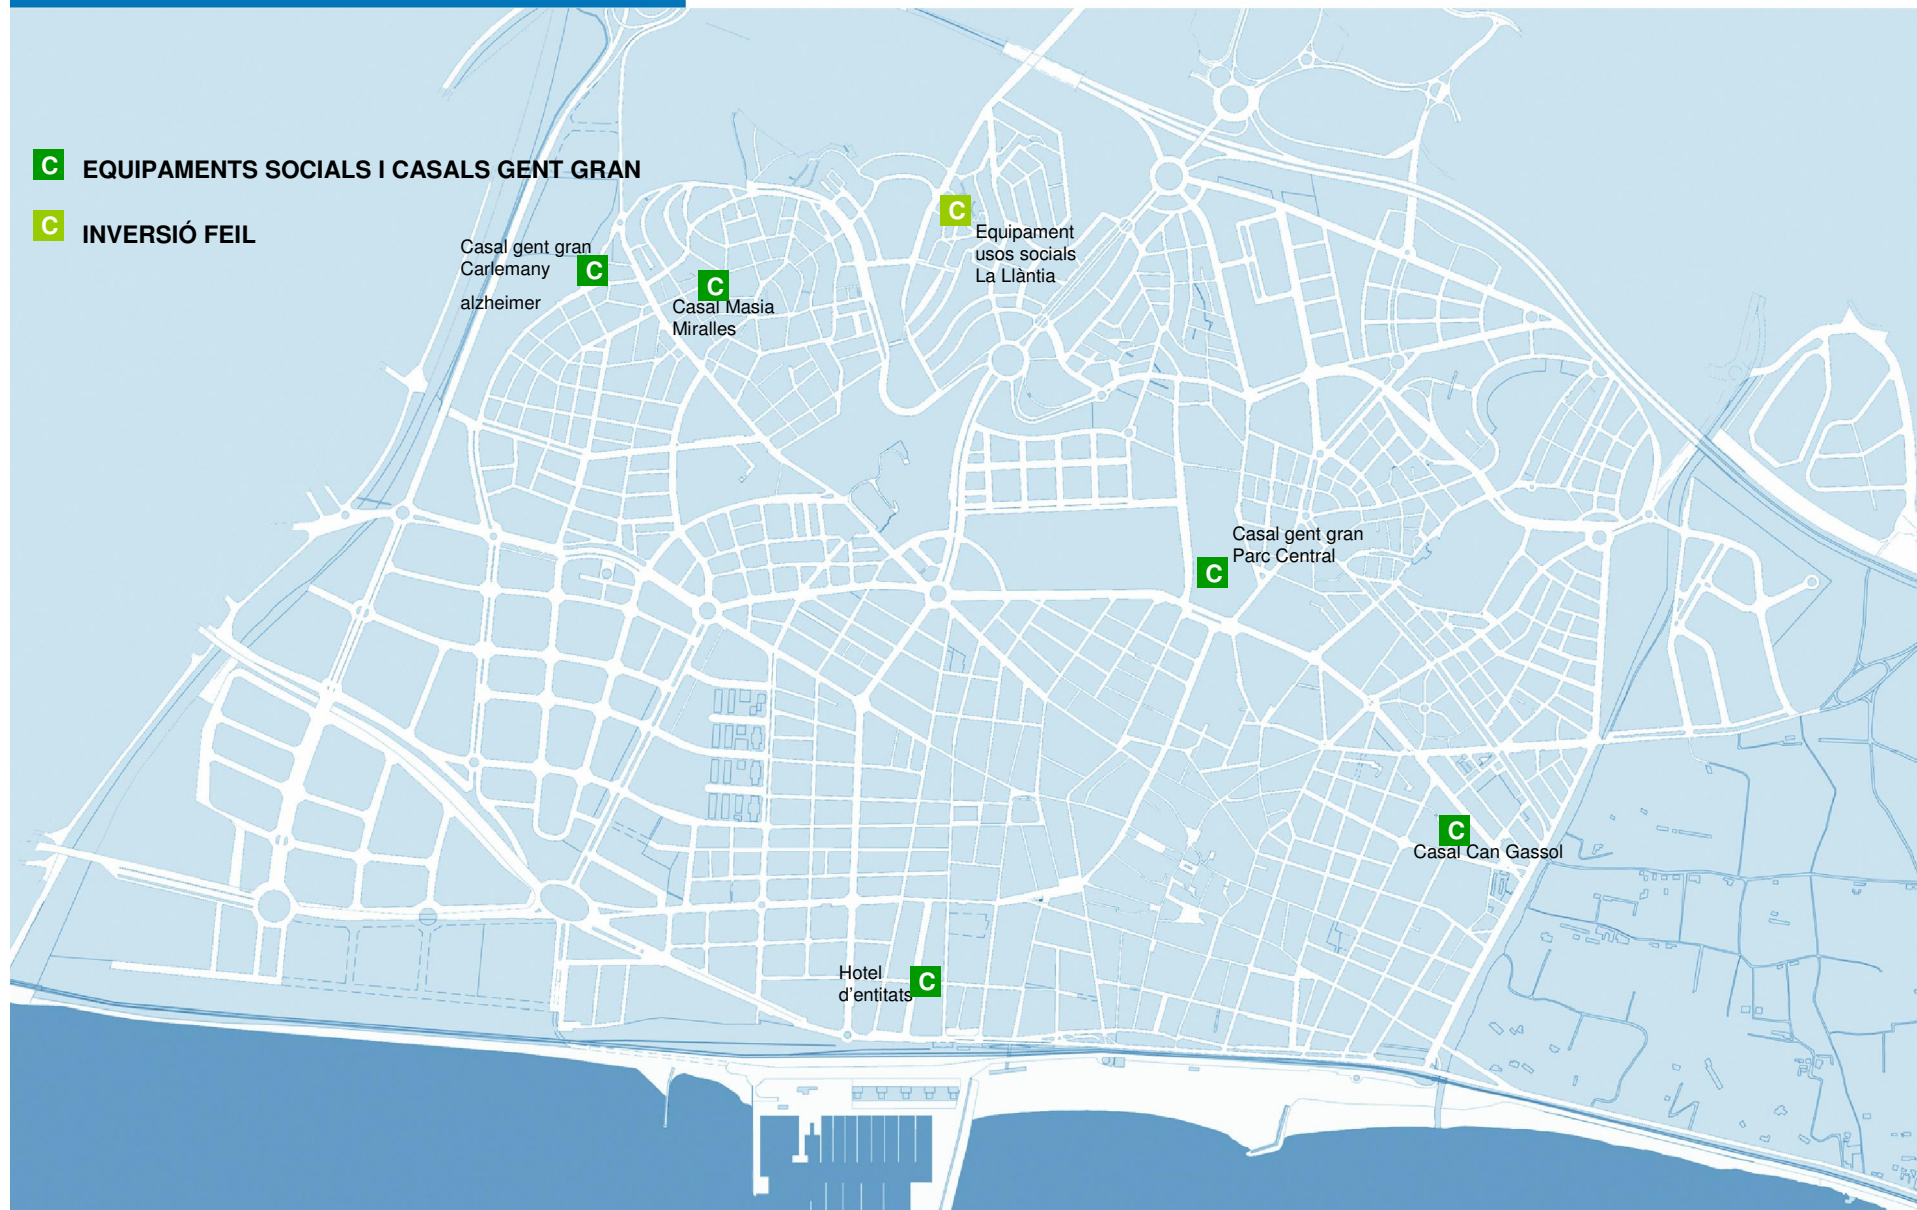 C EQUIPAMENTS SOCIALS I CASALS GENT GRAN
C INVERSIÓ FEIL
Casal gent gran
Carlemany
alzheimer
C
C
Casal Masia
Miralles
C
Equipament
usos socials
La Llàntia
Casal gent gran
Parc Central
C
C
Casal Can Gassol
Hotel
d'entitats
C